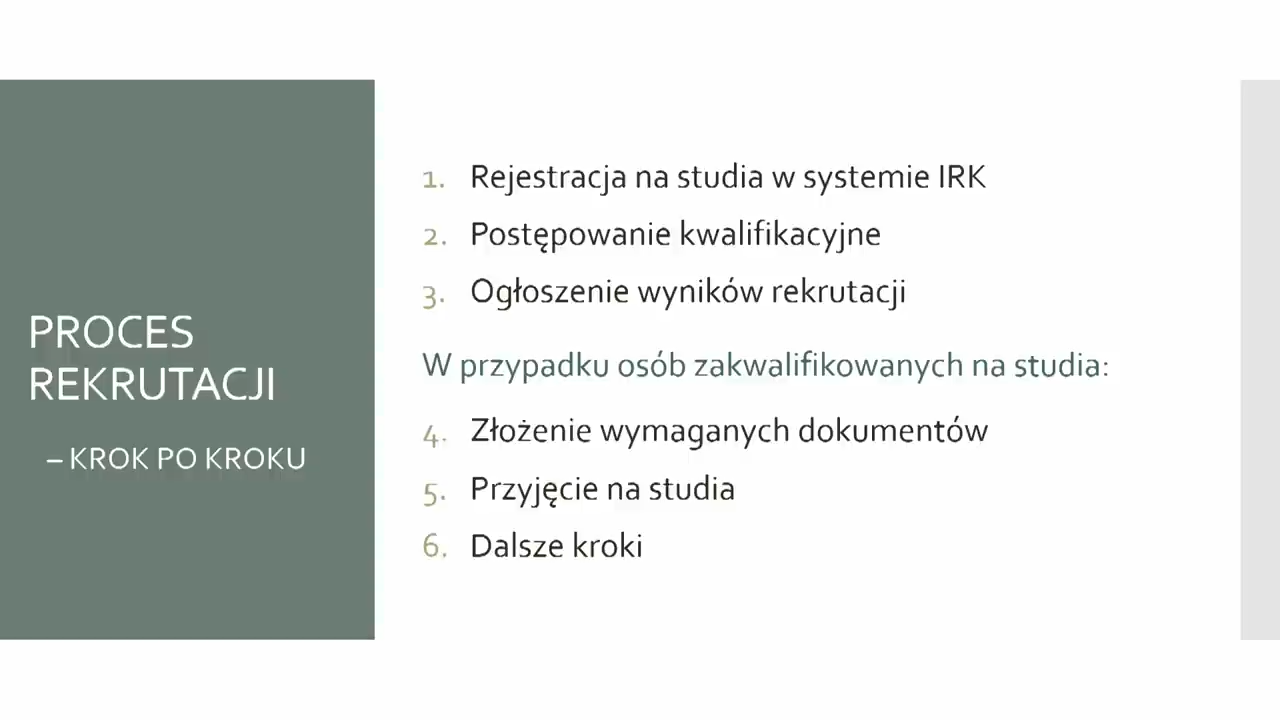 PROCES
REKRUTACJI
– KROK PO KROKU
1. Rejestracja na studia w systemie IRK
2. Postępowanie kwalifikacyjne
3. Ogłoszenie wyników rekrutacji
W przypadku osób zakwalifikowanych na studia:
4. Złożenie wymaganych dokumentów
5. Przyjęcie na studia
6. Dalsze kroki